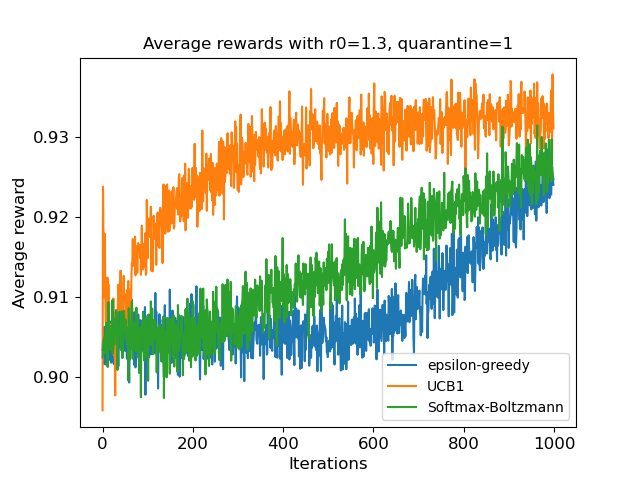 Average rewards with r0=1.3, quarantine=1
Average reward
0.93
0.92
0.91
0.90
0 200 400 600 800 1000
Iterations
epsilon-greedy
UCB1
Softmax-Boltzmann